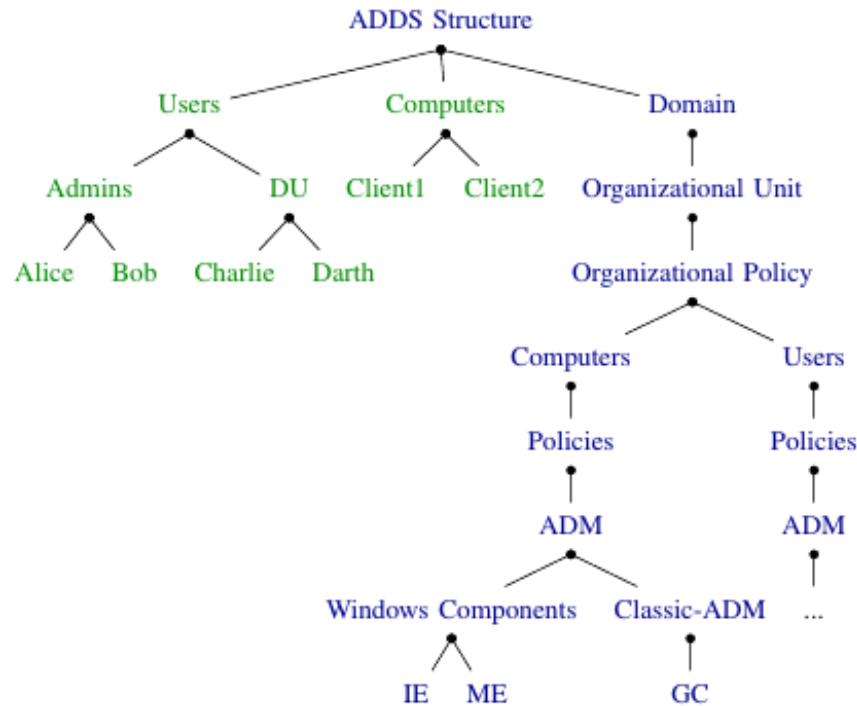 ADDS Structure
Users Computers Domain
Admins DU Client1 Client2 Organizational Unit
Alice Bob Charlie Darth Organizational Policy
Computers Users
Policies Policies
ADM ADM
Windows Components Classic-ADM ...
IE ME GC